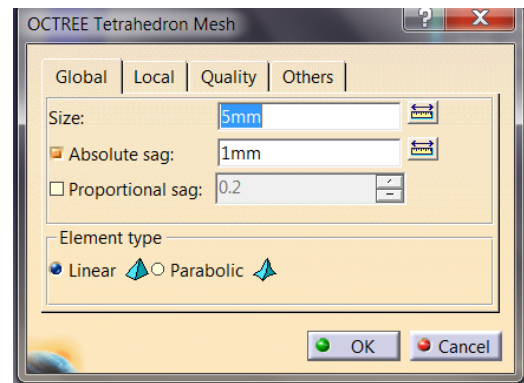 OCTREE Tetrahedron Mesh
? X
Global Local Quality Others
Size: 5mm
Absolute sag: 1mm
Proportional sag: 0.2
Element type
Linear Parabolic
OK Cancel